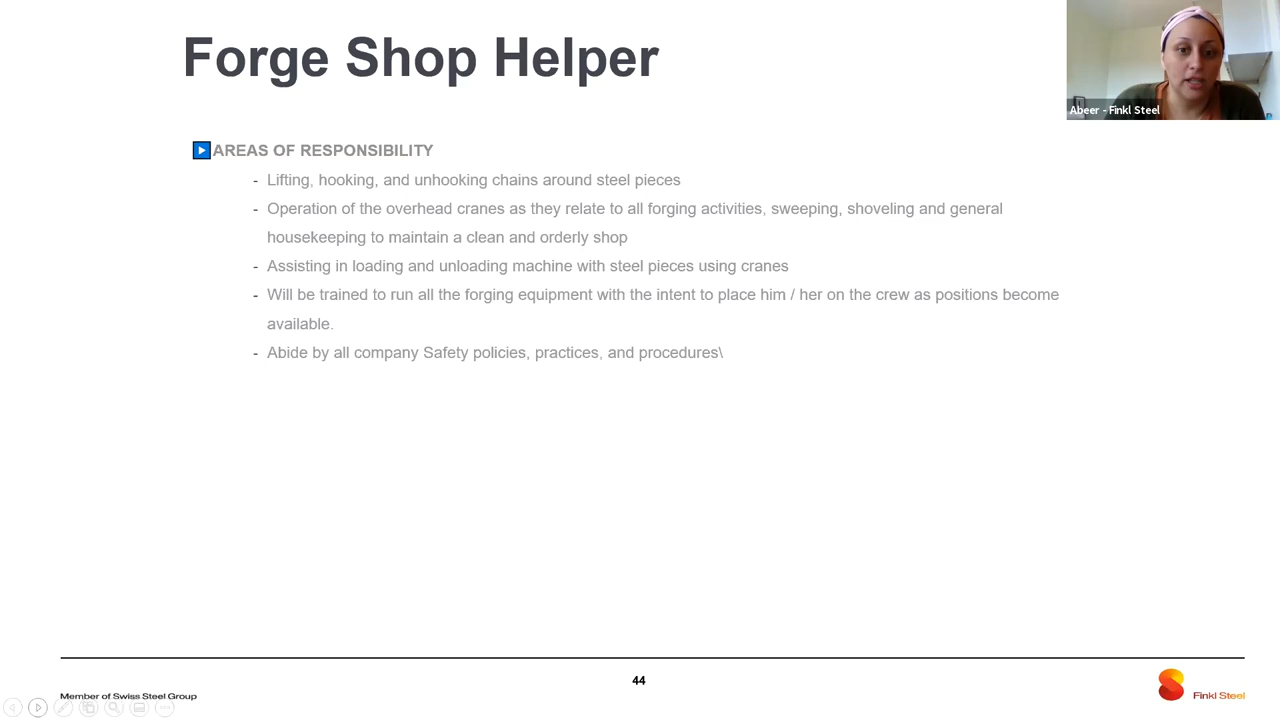 Forge Shop Helper
Abeer - Finkl Steel
AREAS OF RESPONSIBILITY
- Lifting, hooking, and unhooking chains around steel pieces
- Operation of the overhead cranes as they relate to all forging activities, sweeping, shoveling and general
housekeeping to maintain a clean and orderly shop
- Assisting in loading and unloading machine with steel pieces using cranes
- Will be trained to run all the forging equipment with the intent to place him / her on the crew as positions become
available.
- Abide by all company Safety policies, practices, and procedures\
44
Member of Swiss Steel Group
Finkl Steel